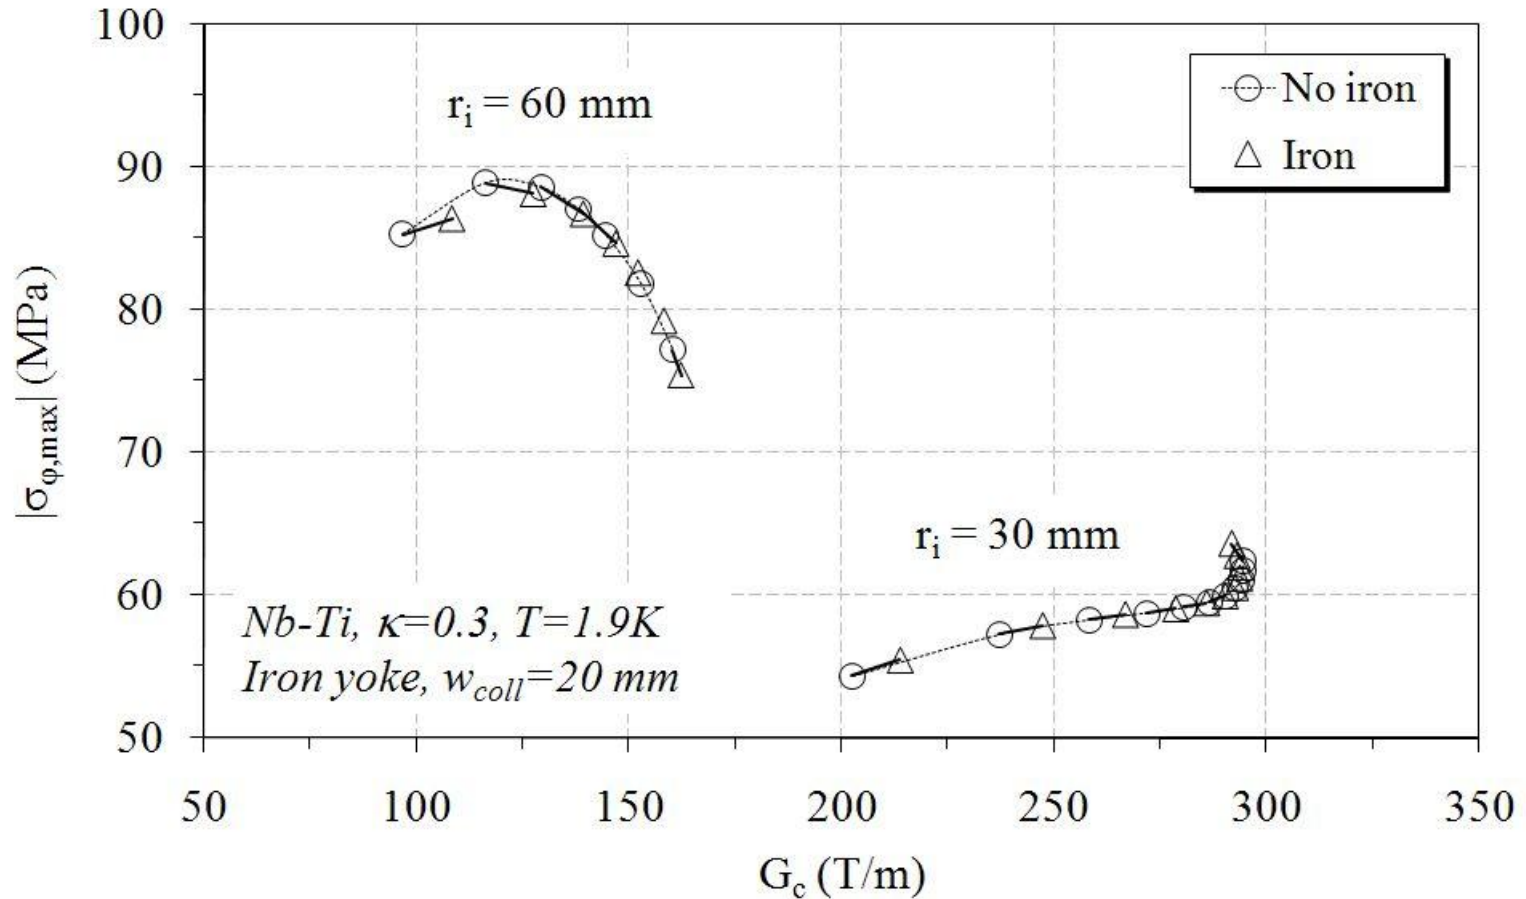 100
90
80
70
60
50
|σφ,max| (MPa)
ri = 60 mm
No iron
Iron
ri = 30 mm
Nb-Ti, κ=0.3, T=1.9K
Iron yoke, wcoll=20 mm
50 100 150 200 250 300 350
Gc (T/m)